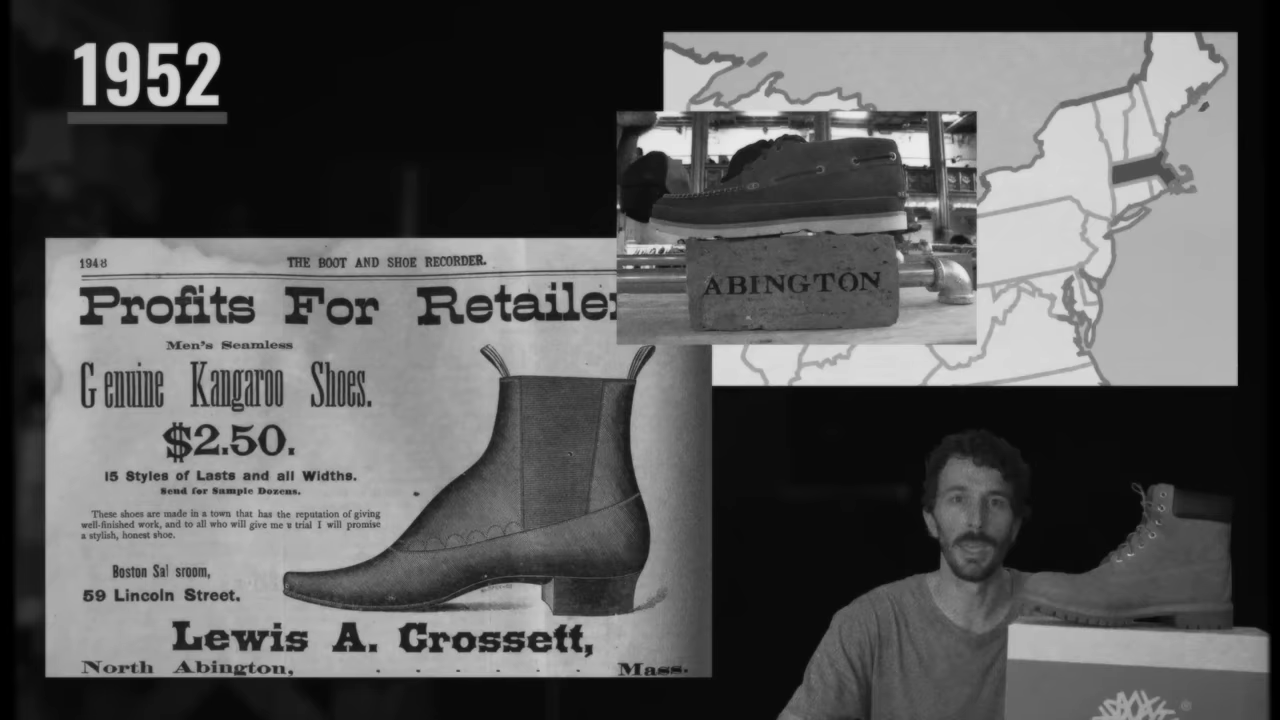 1952
1948 THE BOOT AND SHOE RECORDER.
Profits For Retailer
Men's Seamless
Genuine Kangaroo Shoes.
$2.50.
15 Styles of Lasts and all Widths.
Send for Sample Dozens.
These shoes are made in a town that has the reputation of giving
well-finished work, and to all who will give me a trial I will promise
a stylish, honest shoe.
Boston Sal sroom,
59 Lincoln Street.
Lewis A. Crossett,
North Abington, Mass.
ABINGTON